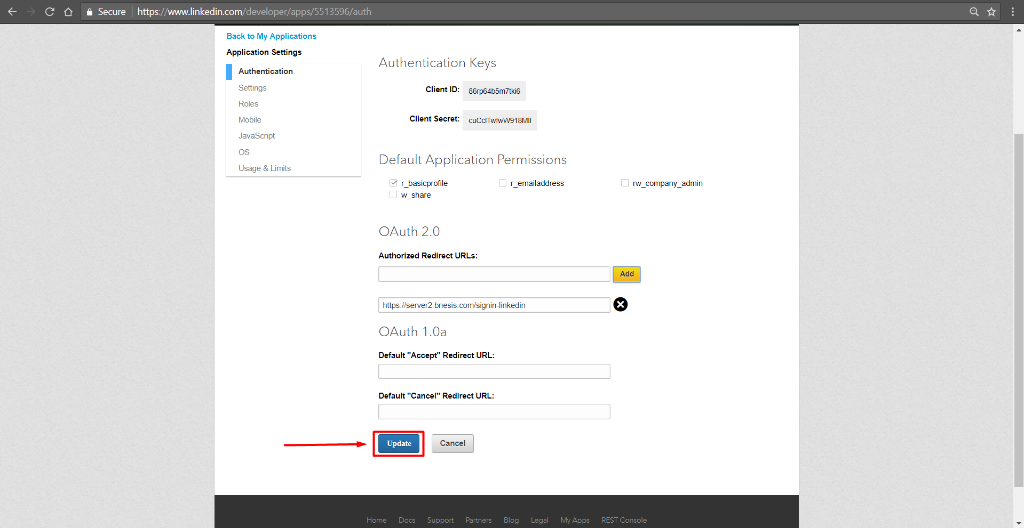 Secure https://www.linkedin.com/developer/apps/5513596/auth
Back to My Applications
Application Settings
Authentication
Settings
Roles
Mobile
JavaScript
OS
Usage & Limits
Authentication Keys
Client ID: 86rp64b5m7txi6
Client Secret:
Default Application Permissions
r_basicprofile r_emailaddress rw_company_admin
w_share
OAuth 2.0
Authorized Redirect URLs:
Add
https://server2.bnesis.com/signin-linkedin
OAuth 1.0a
Default "Accept" Redirect URL:
Default "Cancel" Redirect URL:
Update Cancel
Home Docs Support Partners Blog Legal My Apps REST Console